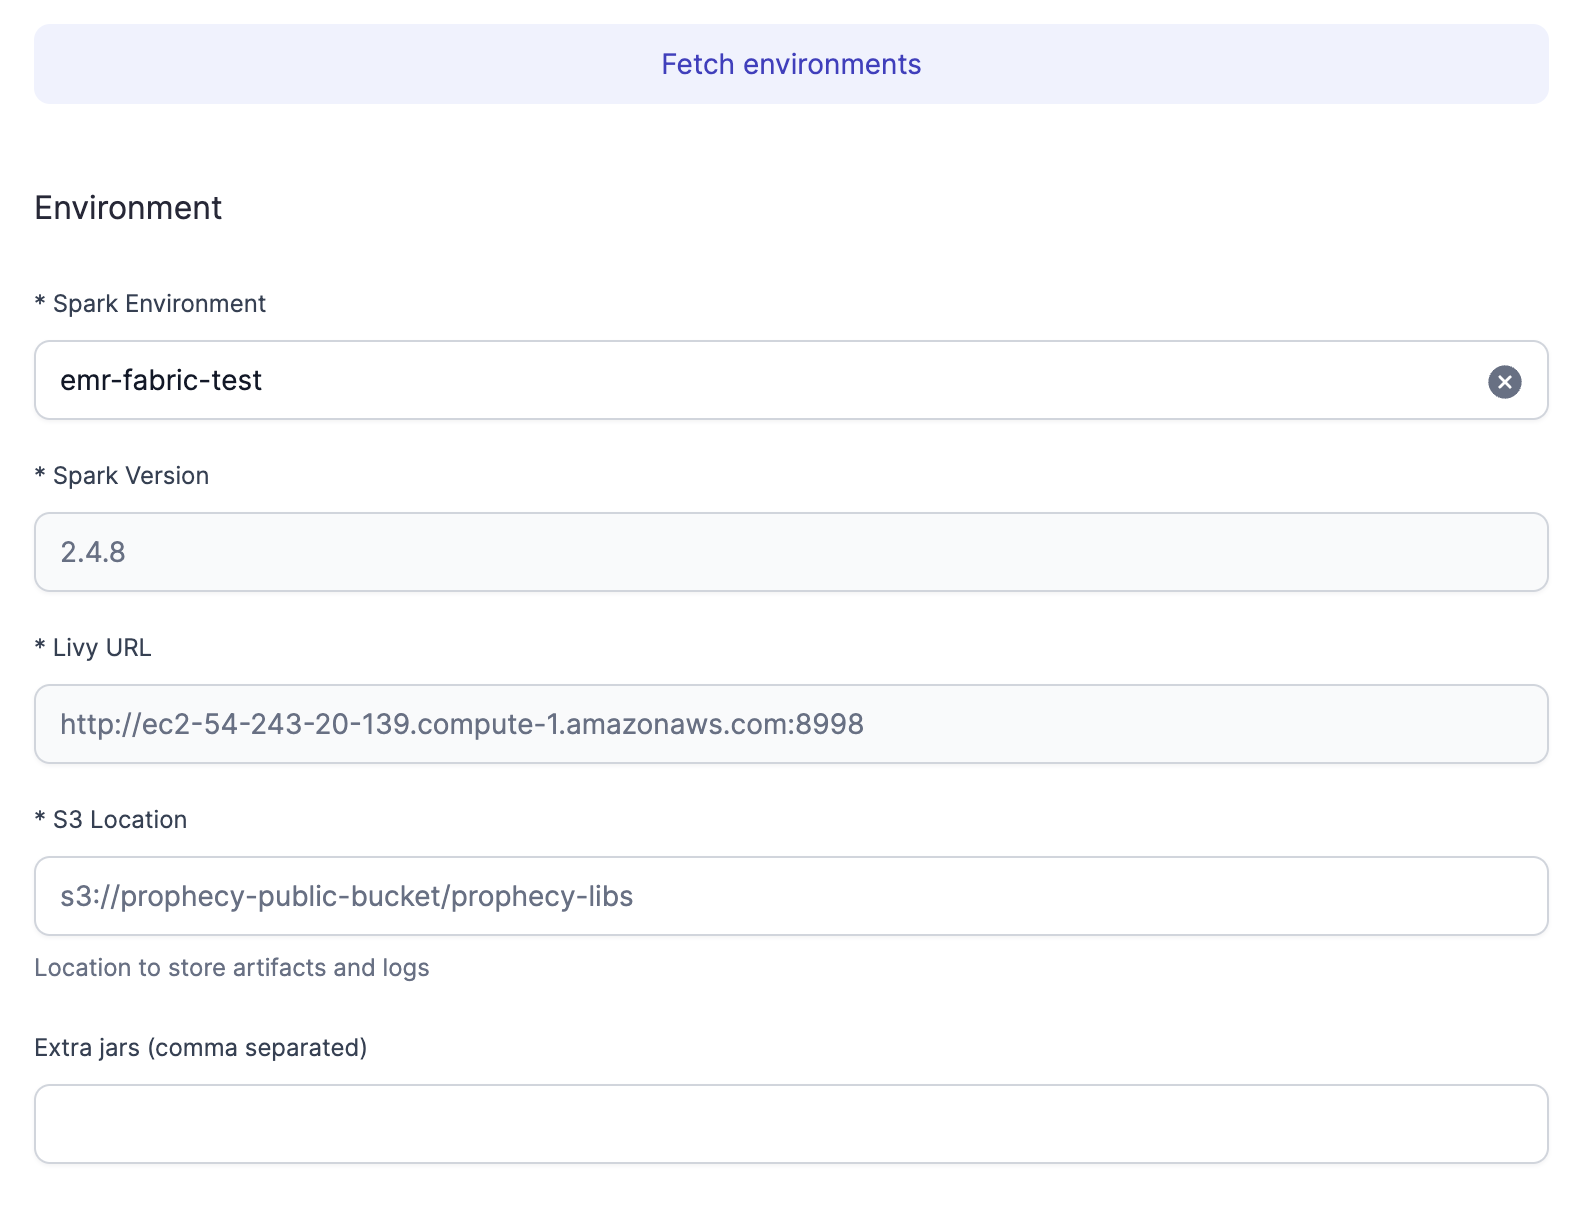 Fetch environments
Environment
* Spark Environment
emr-fabric-test
* Spark Version
2.4.8
* Livy URL
http://ec2-54-243-20-139.compute-1.amazonaws.com:8998
* S3 Location
s3://prophecy-public-bucket/prophecy-libs
Location to store artifacts and logs
Extra jars (comma separated)